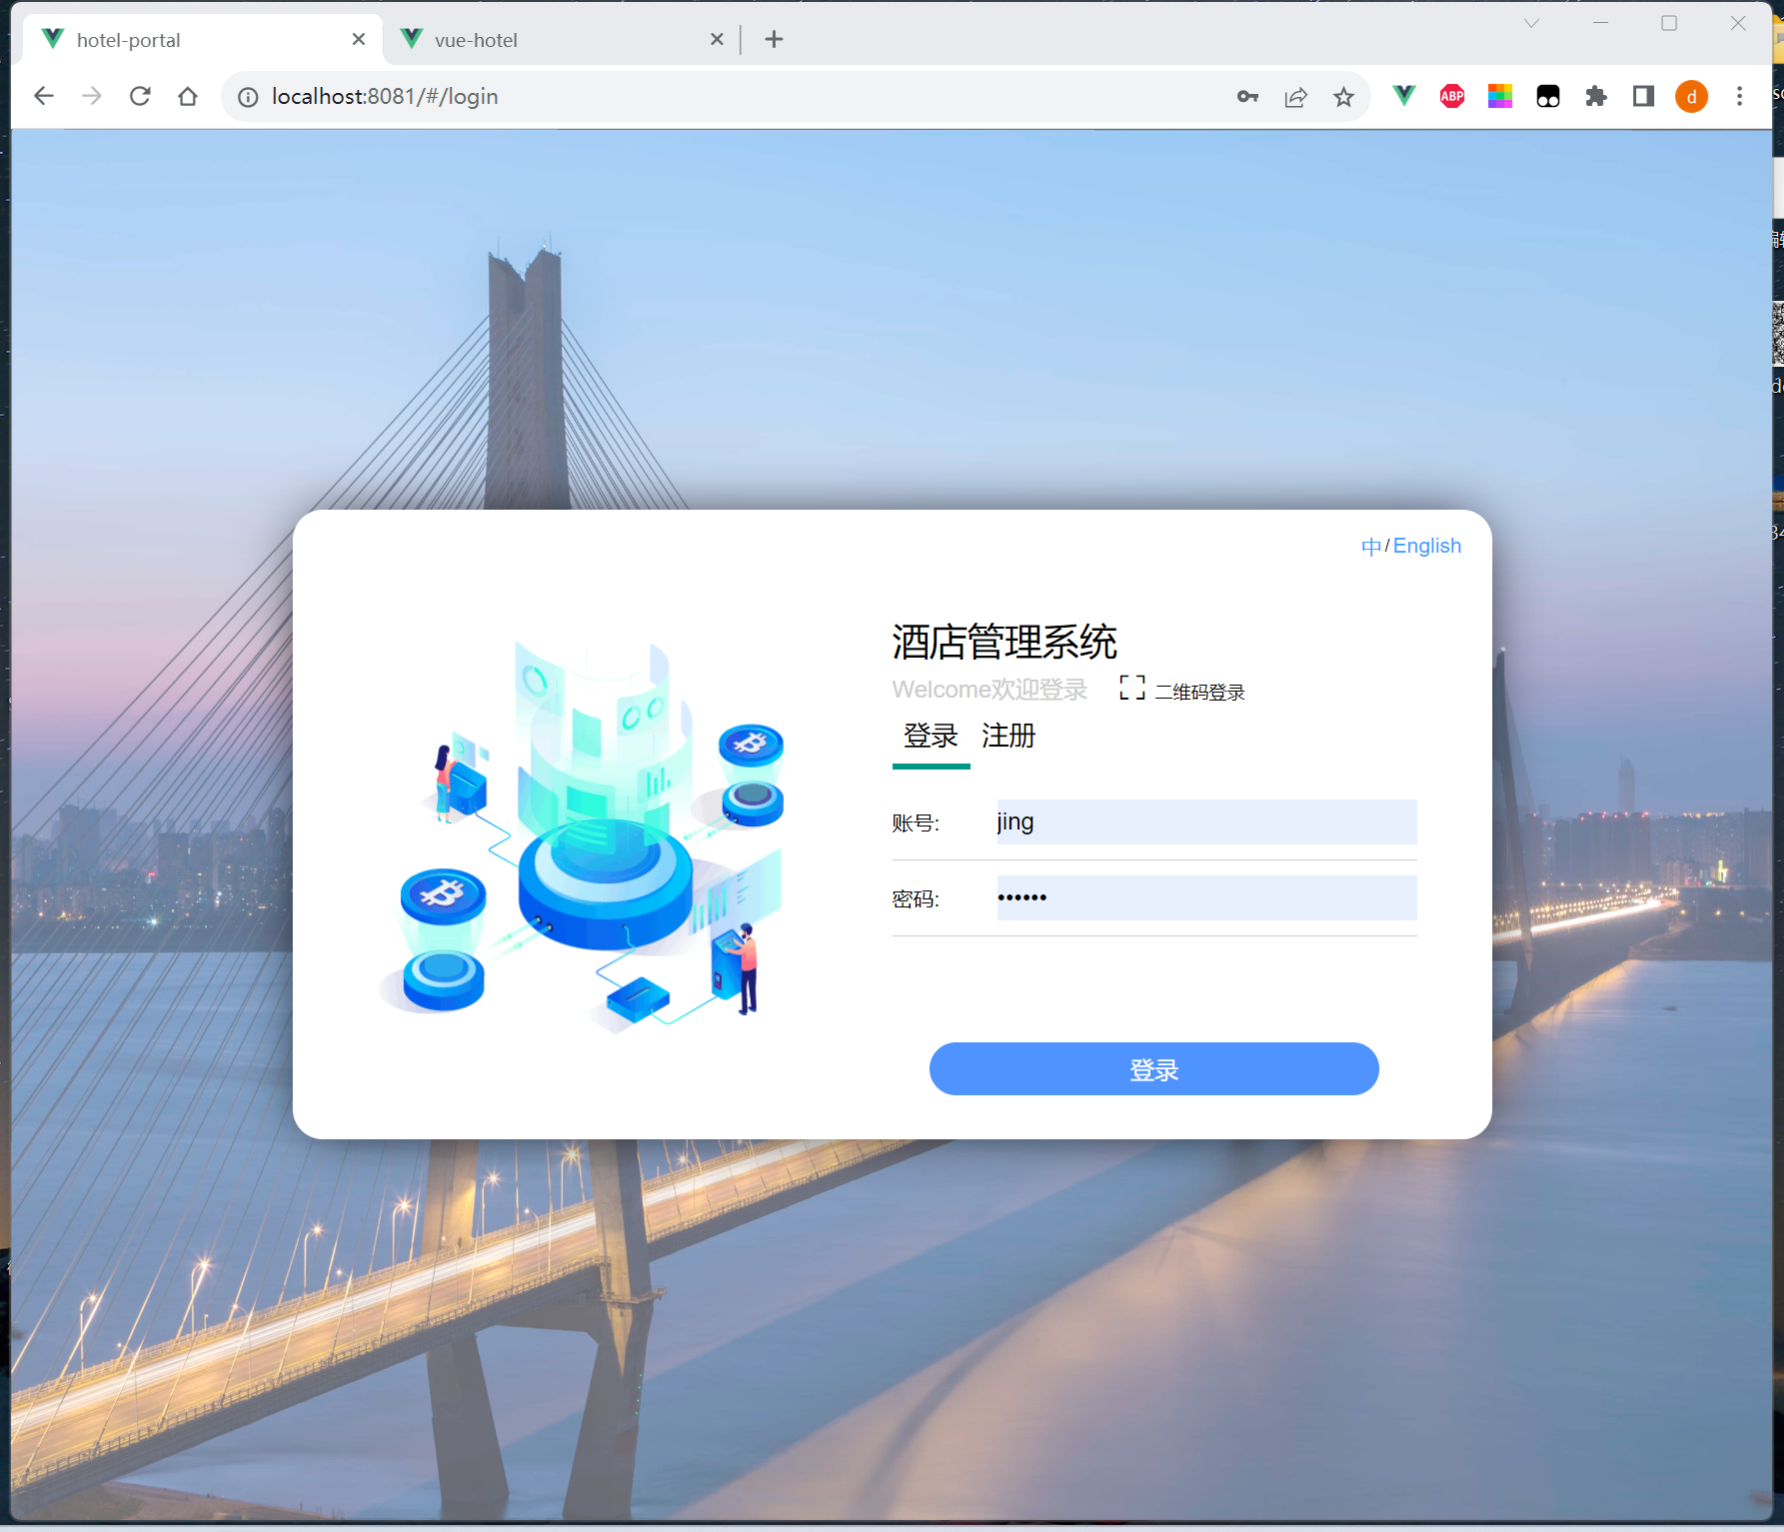 hotel-portal
vue-hotel
localhost:8081/#/login
ABP
d
中/English
酒店管理系统
Welcome欢迎登录
二维码登录
登录 注册
账号: jing
密码: ••••••
登录